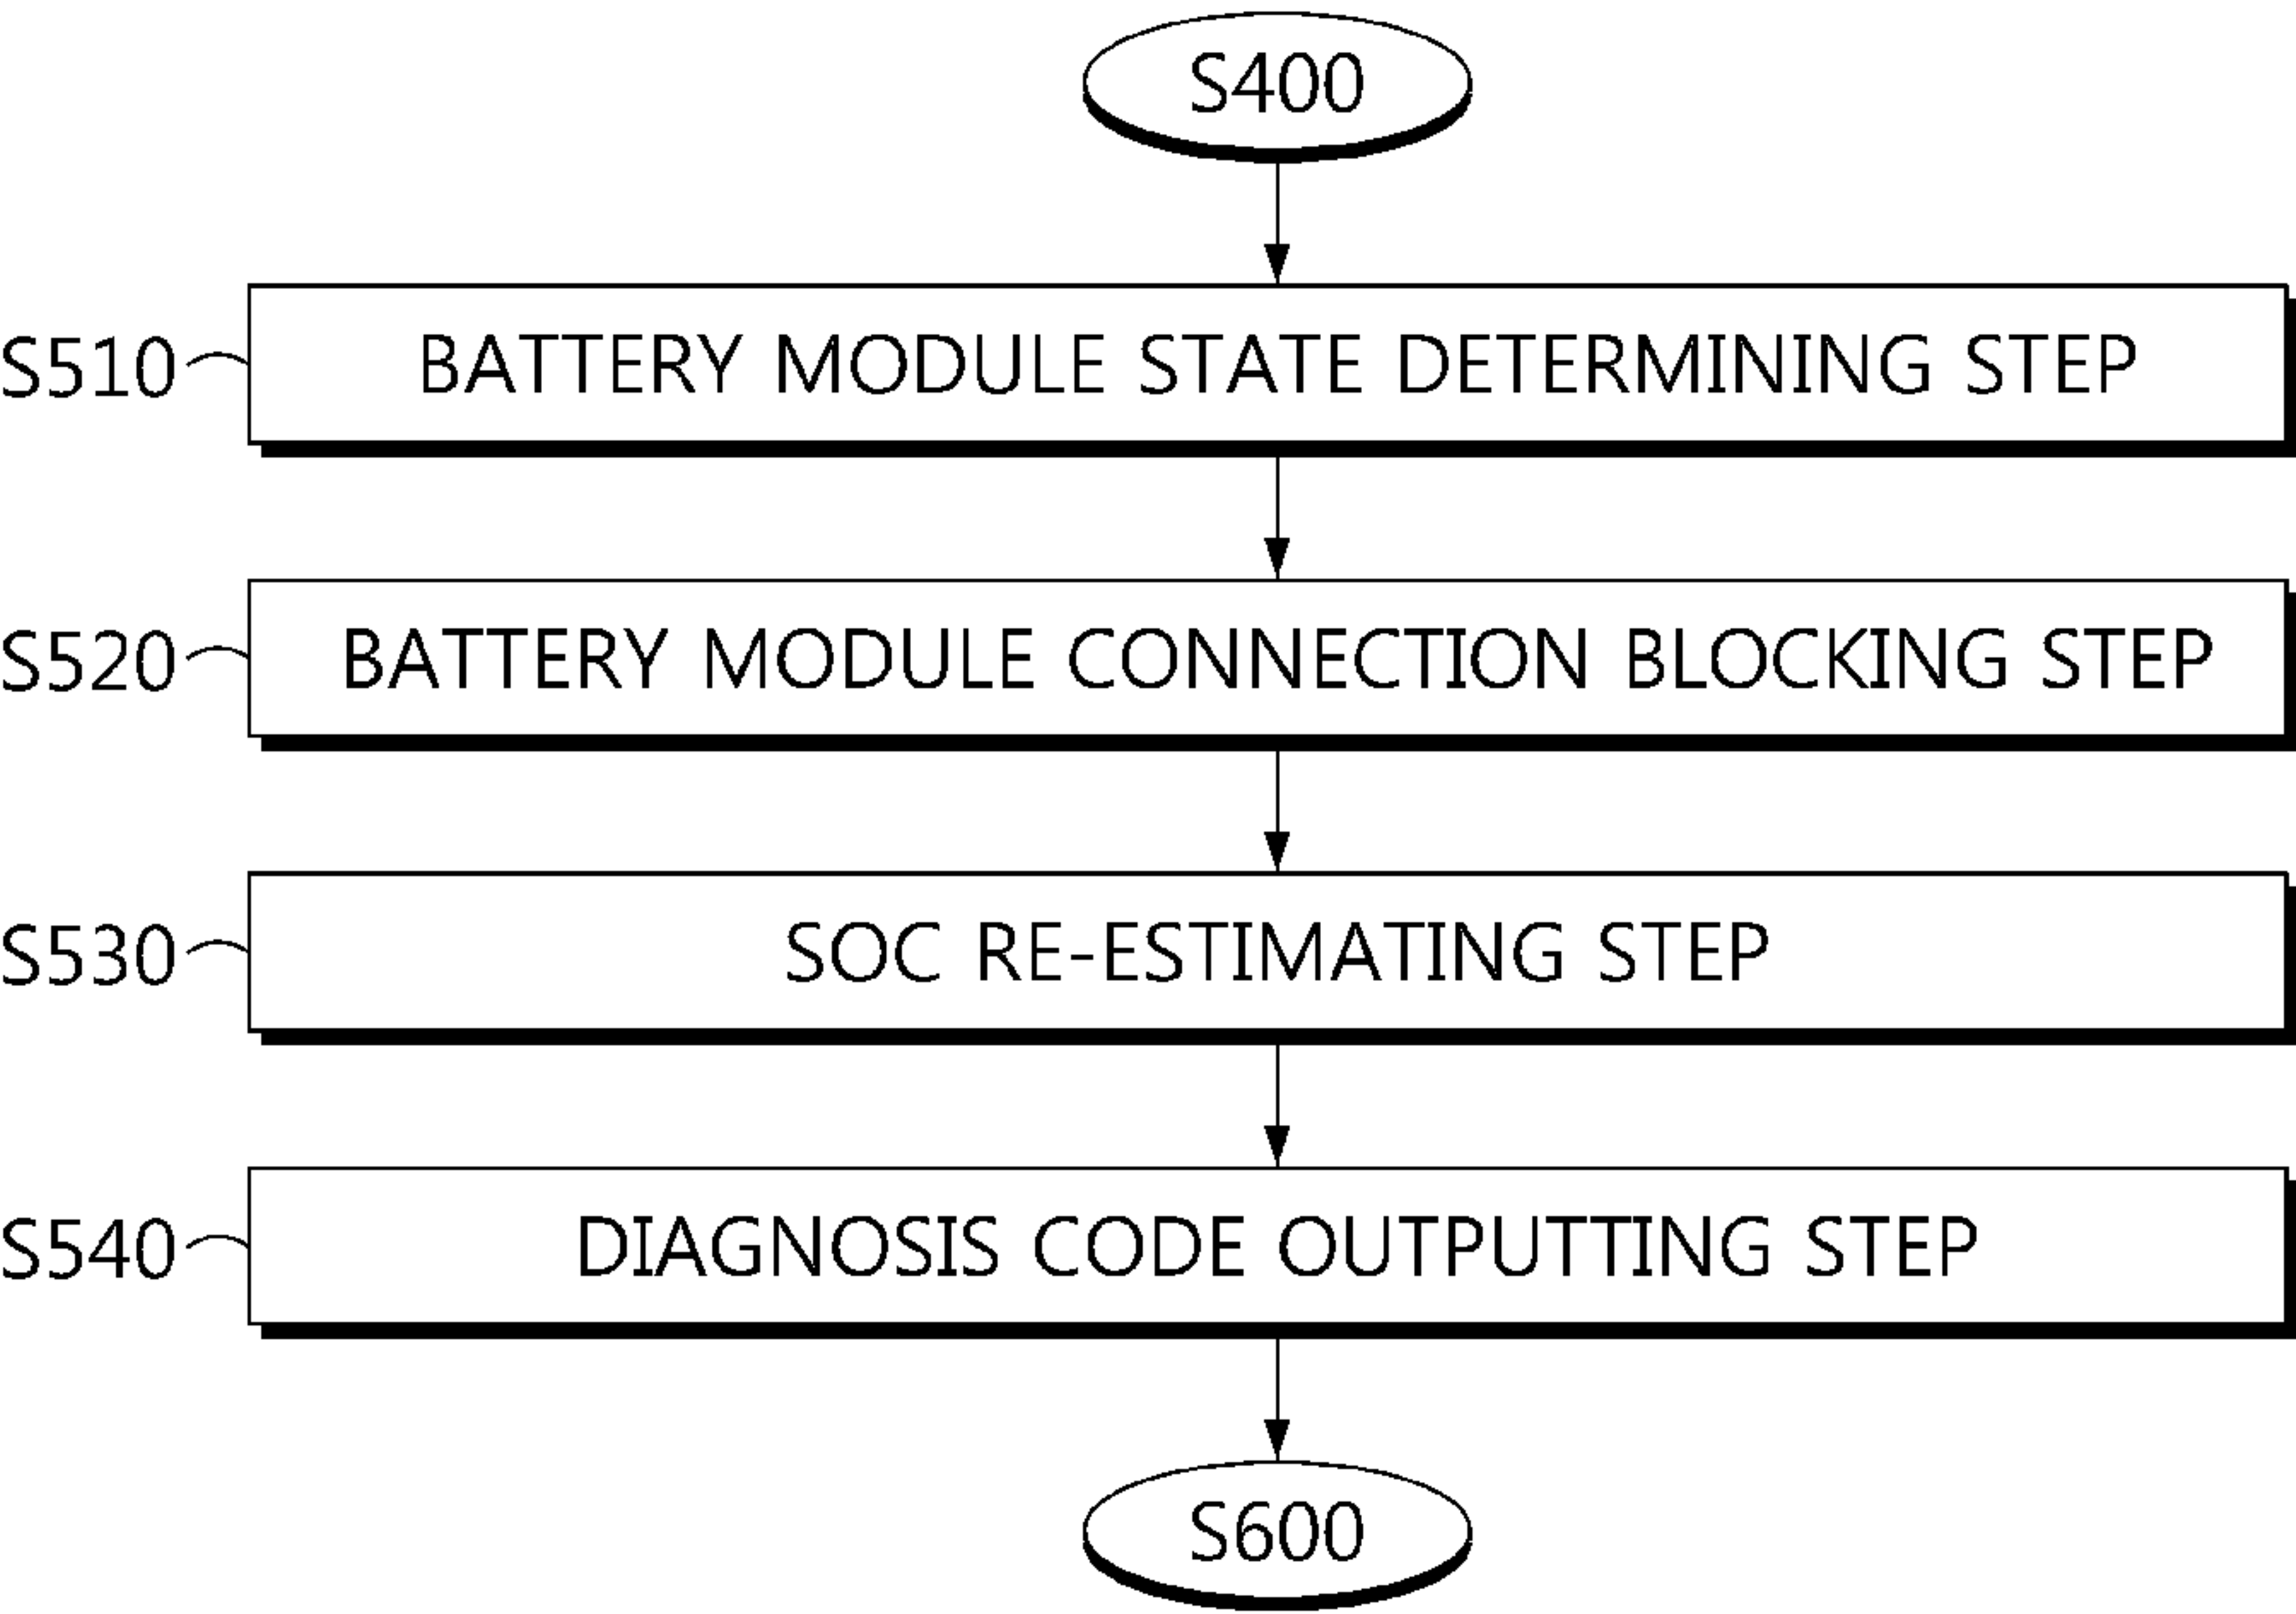 S400
S510 BATTERY MODULE STATE DETERMINING STEP
S520 BATTERY MODULE CONNECTION BLOCKING STEP
S530 SOC RE-ESTIMATING STEP
S540 DIAGNOSIS CODE OUTPUTTING STEP
S600